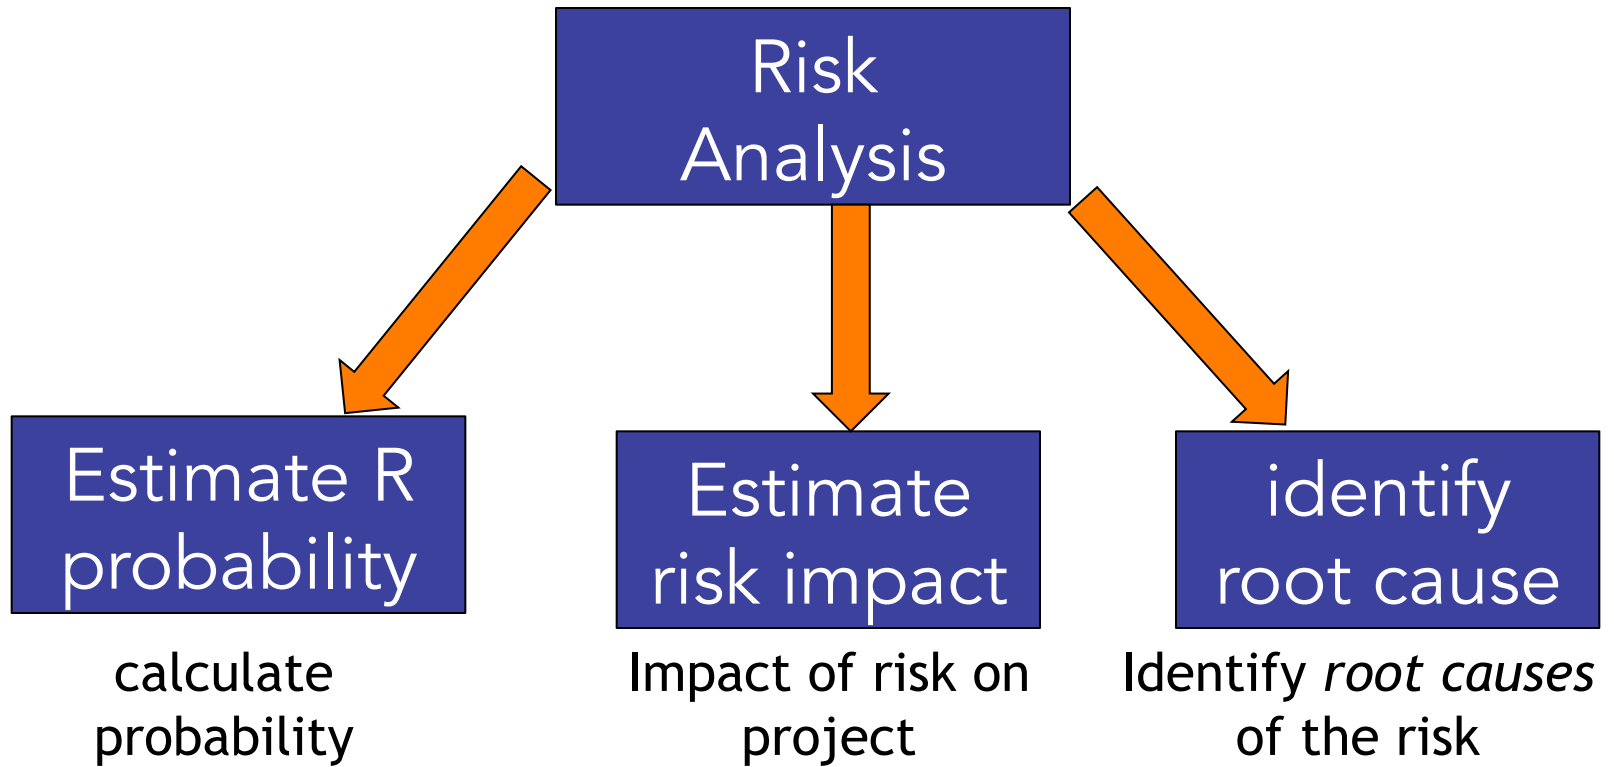 Risk
Analysis
Estimate R
probability
Estimate
risk impact
identify
root cause
calculate
probability
Impact of risk on
project
Identify root causes
of the risk